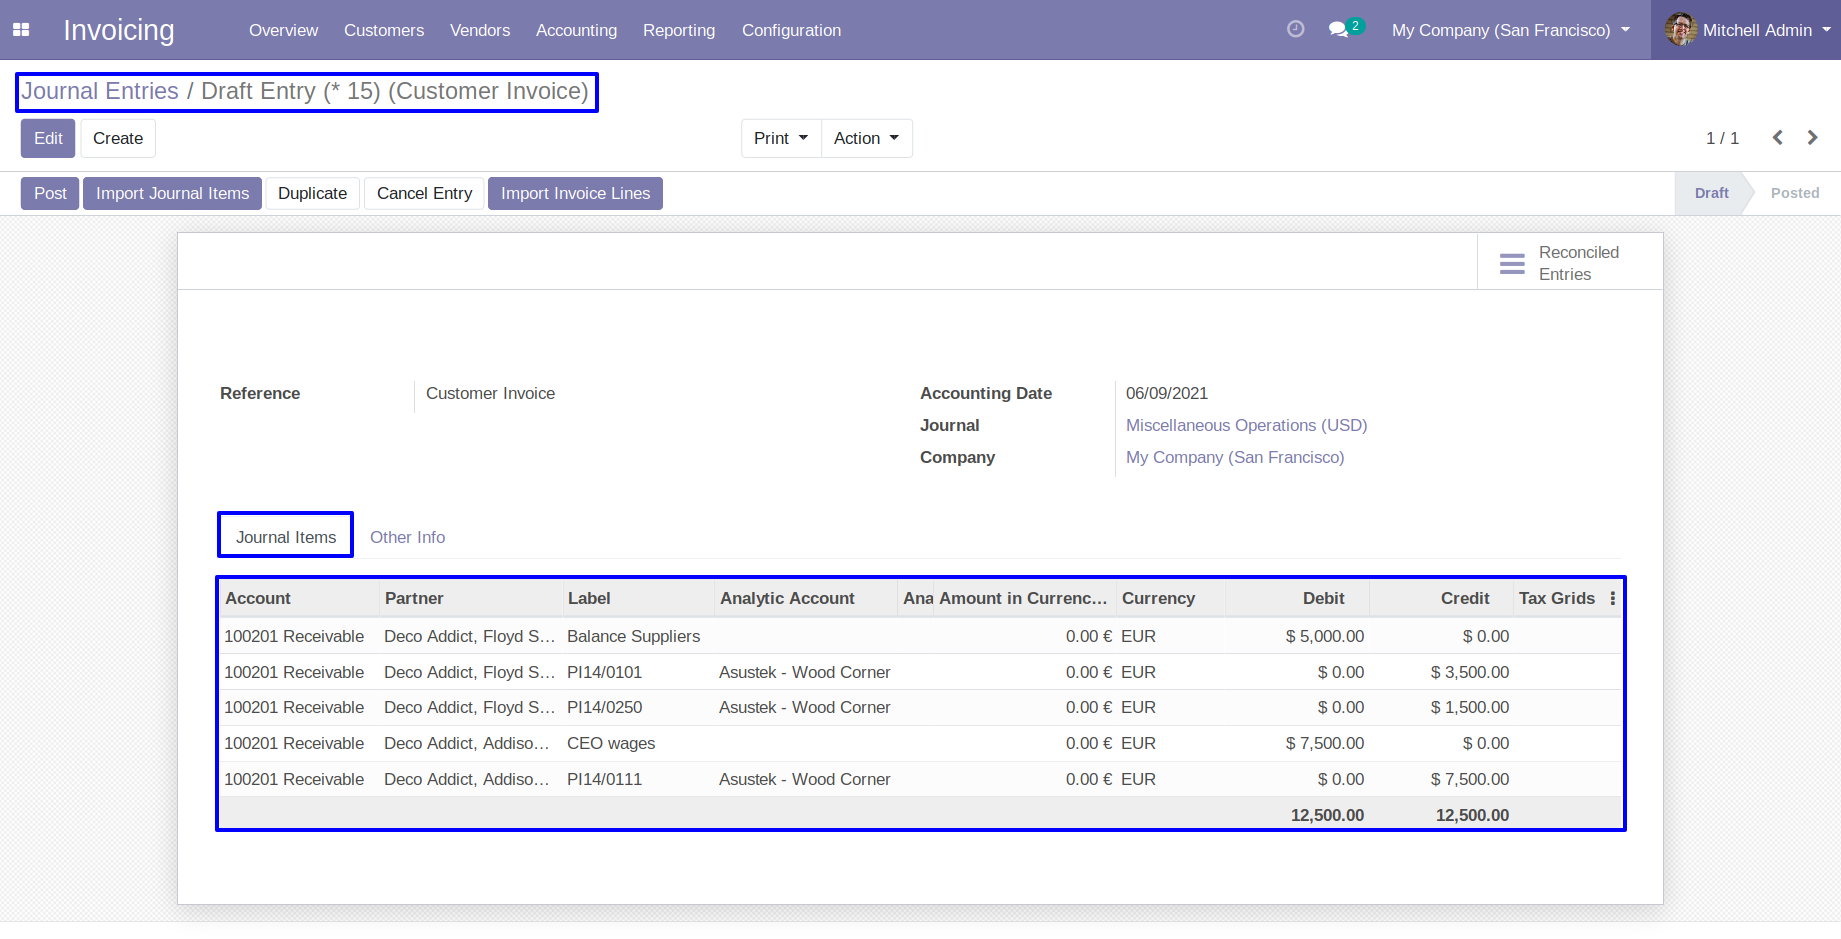 Invoicing Overview Customers Vendors Accounting Reporting Configuration 2 My Company (San Francisco) Mitchell Admin
Journal Entries / Draft Entry (* 15) (Customer Invoice)
Edit Create Print Action 1 / 1
Post Import Journal Items Duplicate Cancel Entry Import Invoice Lines Draft Posted
Reconciled
Entries
Reference Customer Invoice Accounting Date 06/09/2021
Journal Miscellaneous Operations (USD)
Company My Company (San Francisco)
Journal Items Other Info
Account Partner Label Analytic Account Ana Amount in Currenc... Currency Debit Credit Tax Grids
100201 Receivable Deco Addict, Floyd S... Balance Suppliers 0.00 € EUR $ 5,000.00 $ 0.00
100201 Receivable Deco Addict, Floyd S... PI14/0101 Asustek - Wood Corner 0.00 € EUR $ 0.00 $ 3,500.00
100201 Receivable Deco Addict, Floyd S... PI14/0250 Asustek - Wood Corner 0.00 € EUR $ 0.00 $ 1,500.00
100201 Receivable Deco Addict, Addiso... CEO wages 0.00 € EUR $ 7,500.00 $ 0.00
100201 Receivable Deco Addict, Addiso... PI14/0111 Asustek - Wood Corner 0.00 € EUR $ 0.00 $ 7,500.00
12,500.00 12,500.00